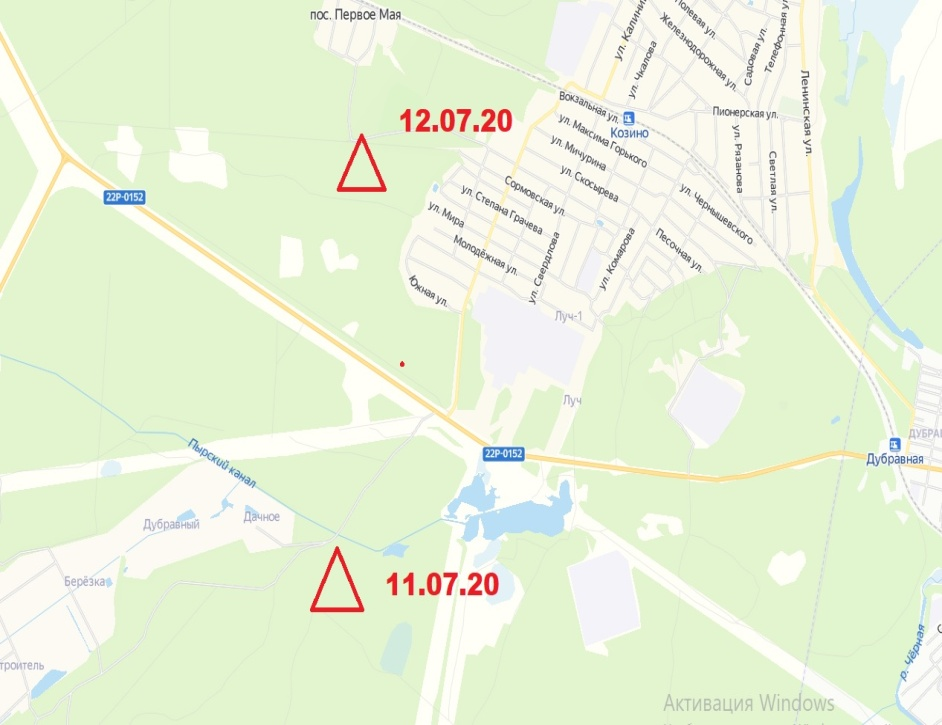 пос. Первое Мая
ул. Калини
Полевая ул.
Железнодорожная ул.
ул. Чкалова
Садовая ул.
Телефонная ул.
Ленинская ул.
12.07.20
Вокзальная ул.
Козино
Пионерская ул.
ул. Максима Горького
ул. Рязанова
Светлая ул.
ул. Мичурина
ул. Скосырева
22Р-0152
Сормовская ул.
ул. Чернышевского
ул. Степана Грачева
ул. Мира
Песочная ул.
Молодёжная ул.
ул. Свердлова
ул. Комарова
Южная ул.
Луч-1
Луч
ДУБРАВ
Пырский канал
22Р-0152
Дубравная
Дубравный
Дачное
Берёзка
11.07.20
р. Чёрная
троитель
Активация Windows